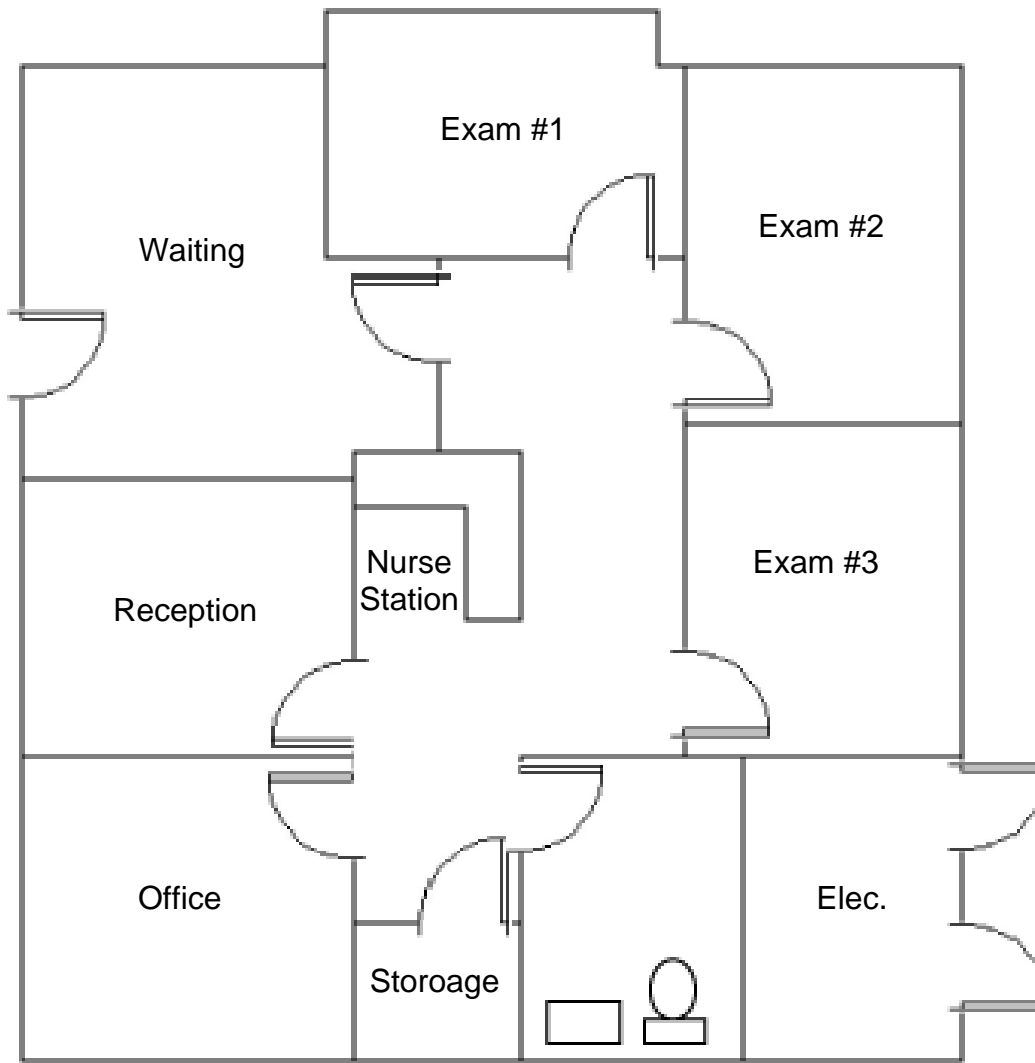 Exam #1
Exam #2
Waiting
Nurse
Station
Exam #3
Reception
Office
Elec.
Storoage